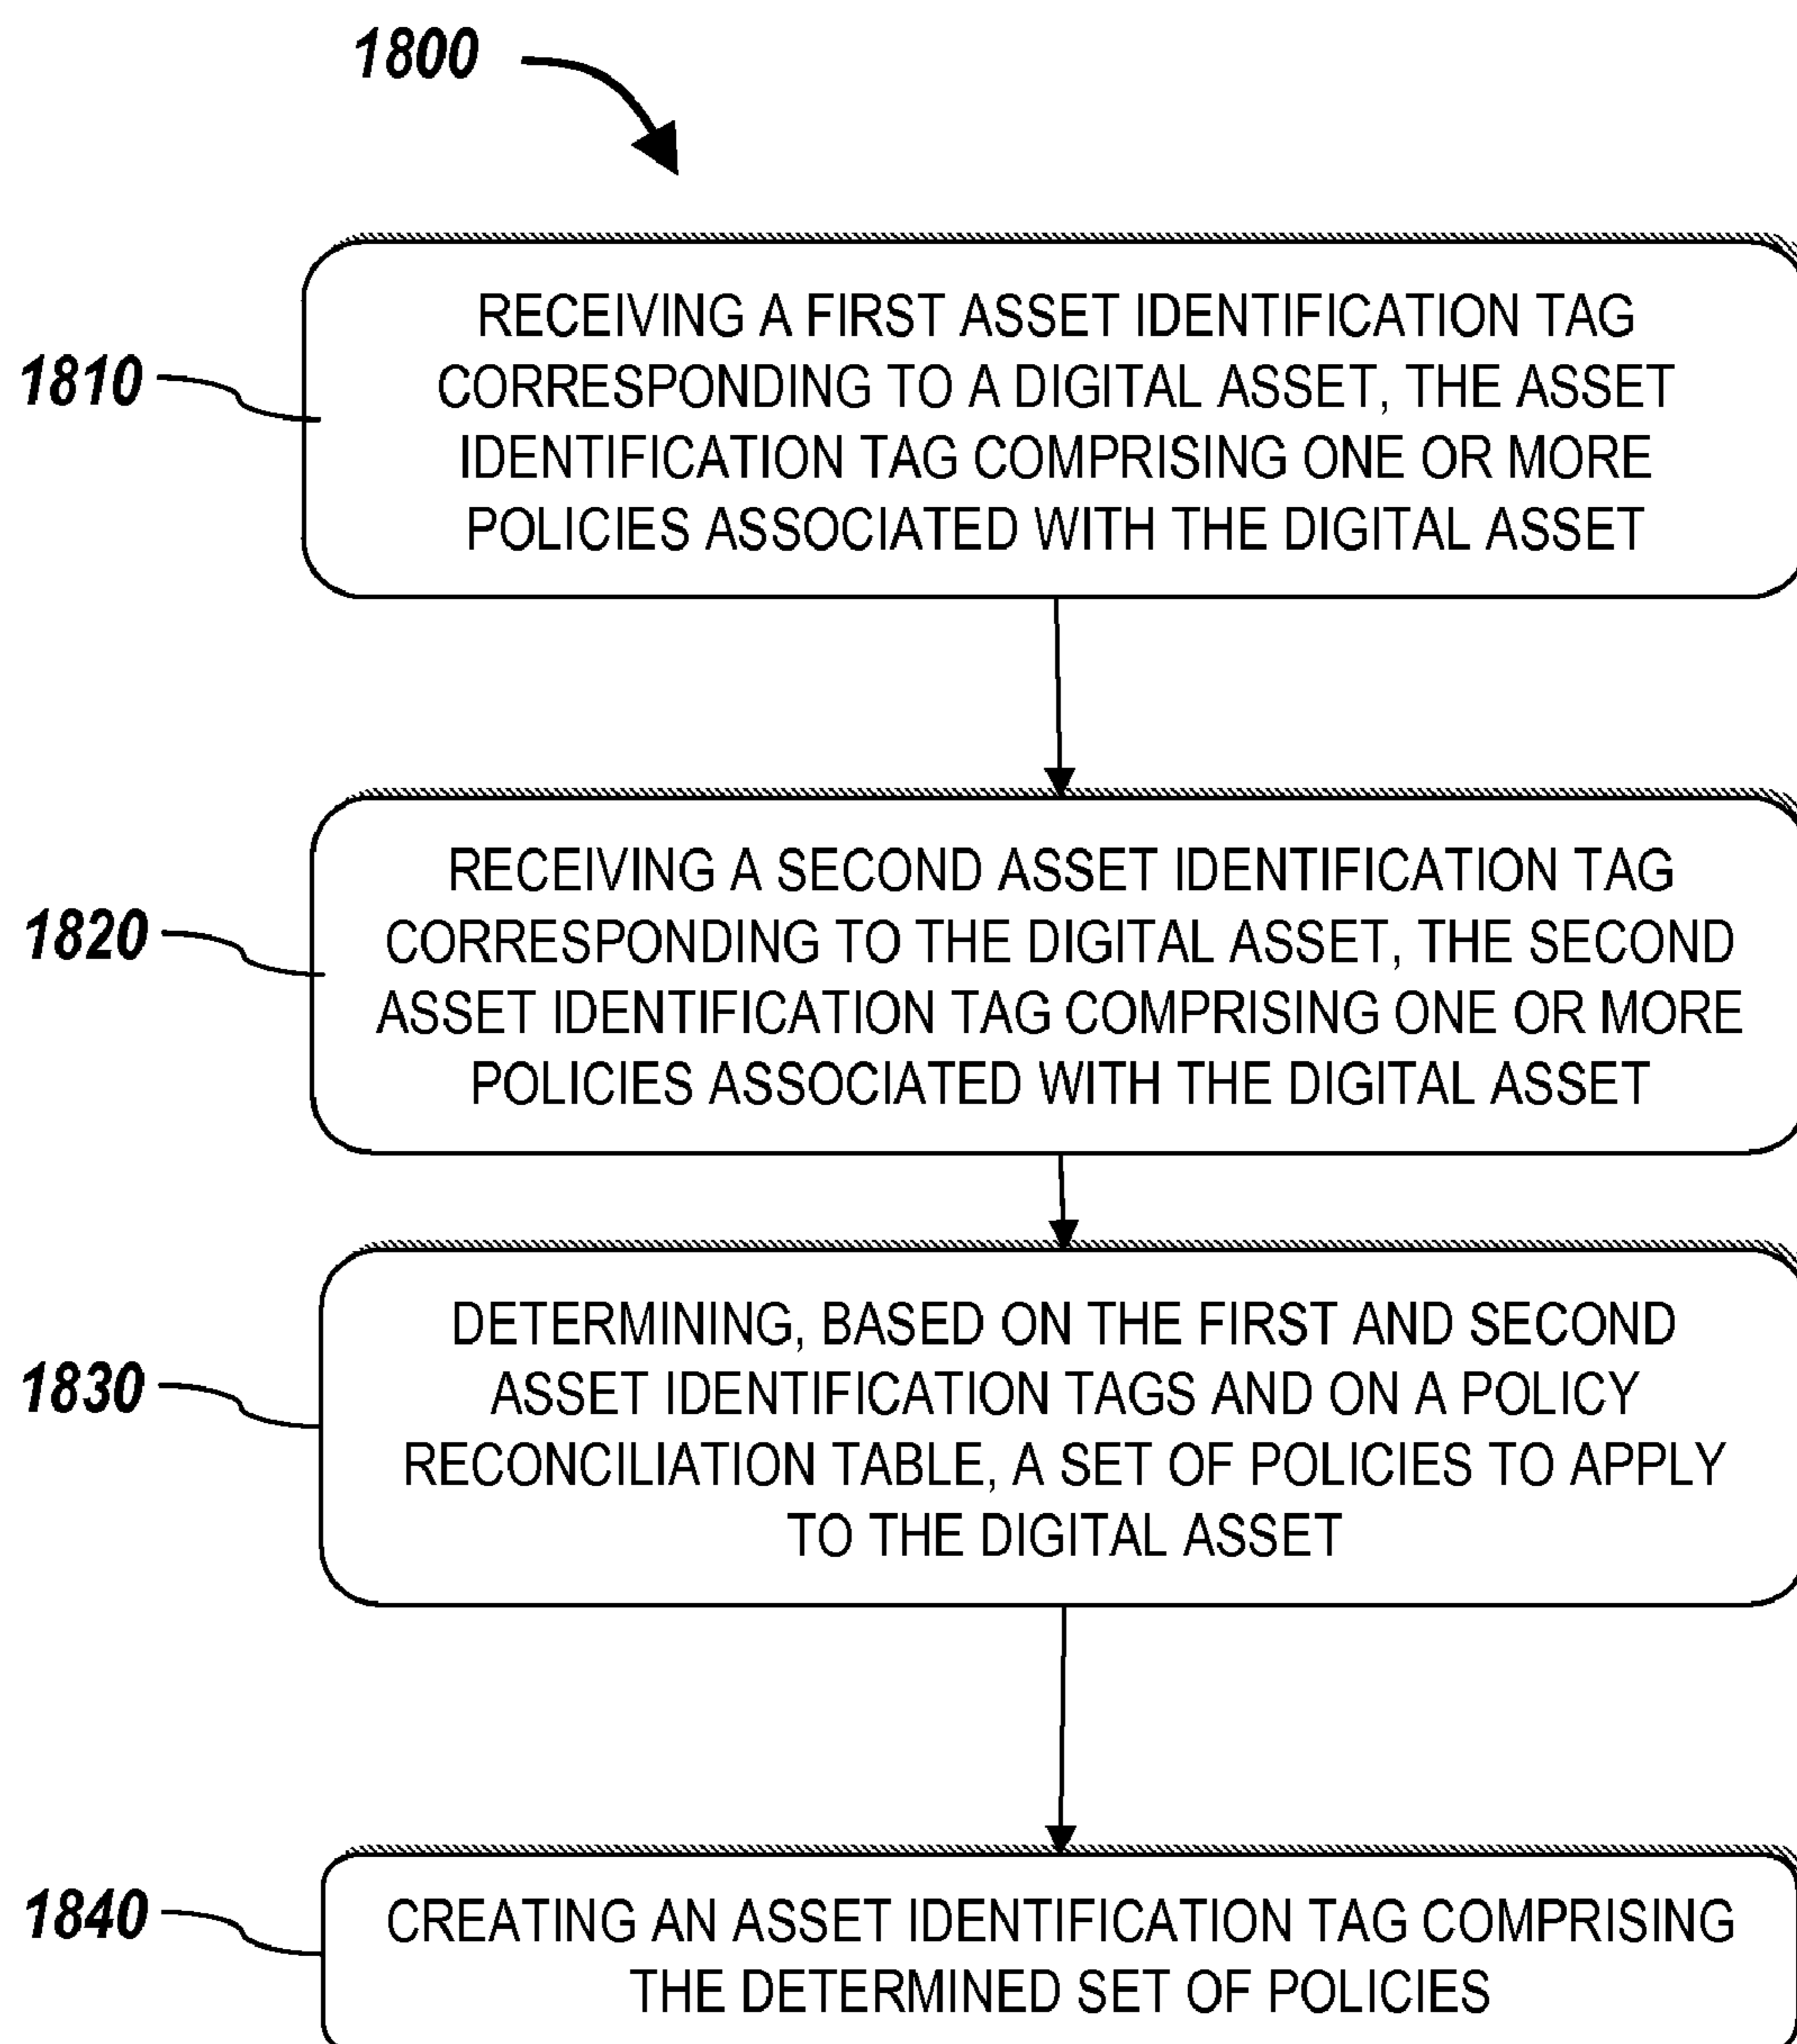 1800
1810
RECEIVING A FIRST ASSET IDENTIFICATION TAG
CORRESPONDING TO A DIGITAL ASSET, THE ASSET
IDENTIFICATION TAG COMPRISING ONE OR MORE
POLICIES ASSOCIATED WITH THE DIGITAL ASSET
1820
RECEIVING A SECOND ASSET IDENTIFICATION TAG
CORRESPONDING TO THE DIGITAL ASSET, THE SECOND
ASSET IDENTIFICATION TAG COMPRISING ONE OR MORE
POLICIES ASSOCIATED WITH THE DIGITAL ASSET
1830
DETERMINING, BASED ON THE FIRST AND SECOND
ASSET IDENTIFICATION TAGS AND ON A POLICY
RECONCILIATION TABLE, A SET OF POLICIES TO APPLY
TO THE DIGITAL ASSET
1840
CREATING AN ASSET IDENTIFICATION TAG COMPRISING
THE DETERMINED SET OF POLICIES